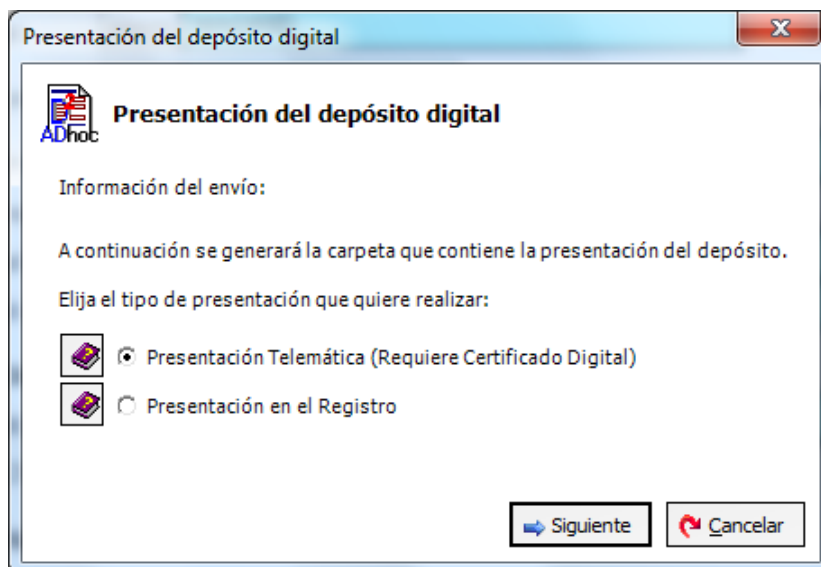 Presentación del depósito digital
X
ADhoc
Presentación del depósito digital
Información del envío:
A continuación se generará la carpeta que contiene la presentación del depósito.
Elija el tipo de presentación que quiere realizar:
? Presentación Telemática (Requiere Certificado Digital)
? Presentación en el Registro
Siguiente Cancelar